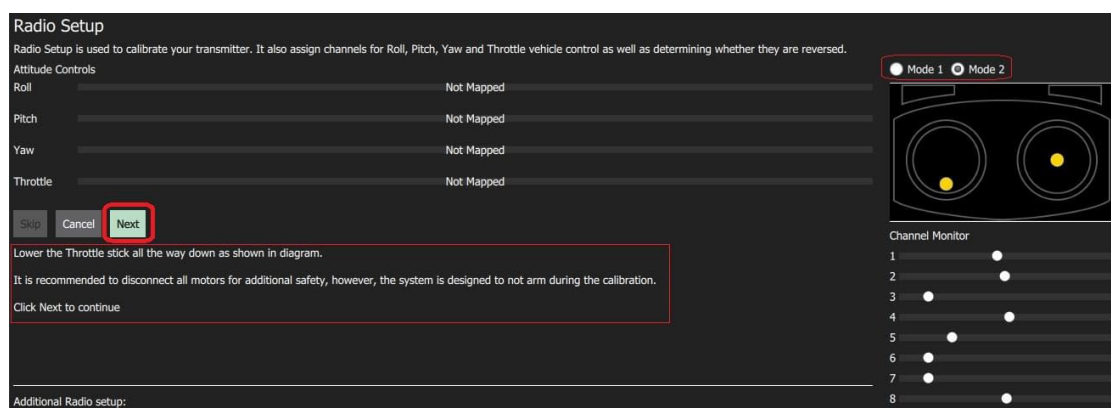 Radio Setup
Radio Setup is used to calibrate your transmitter. It also assign channels for Roll, Pitch, Yaw and Throttle vehicle control as well as determining whether they are reversed.
Attitude Controls
Mode 1 Mode 2
Roll Not Mapped
Pitch Not Mapped
Yaw Not Mapped
Throttle Not Mapped
Skip Cancel Next
Lower the Throttle stick all the way down as shown in diagram.
It is recommended to disconnect all motors for additional safety, however, the system is designed to not arm during the calibration.
Click Next to continue
Additional Radio setup:
Channel Monitor
1
2
3
4
5
6
7
8